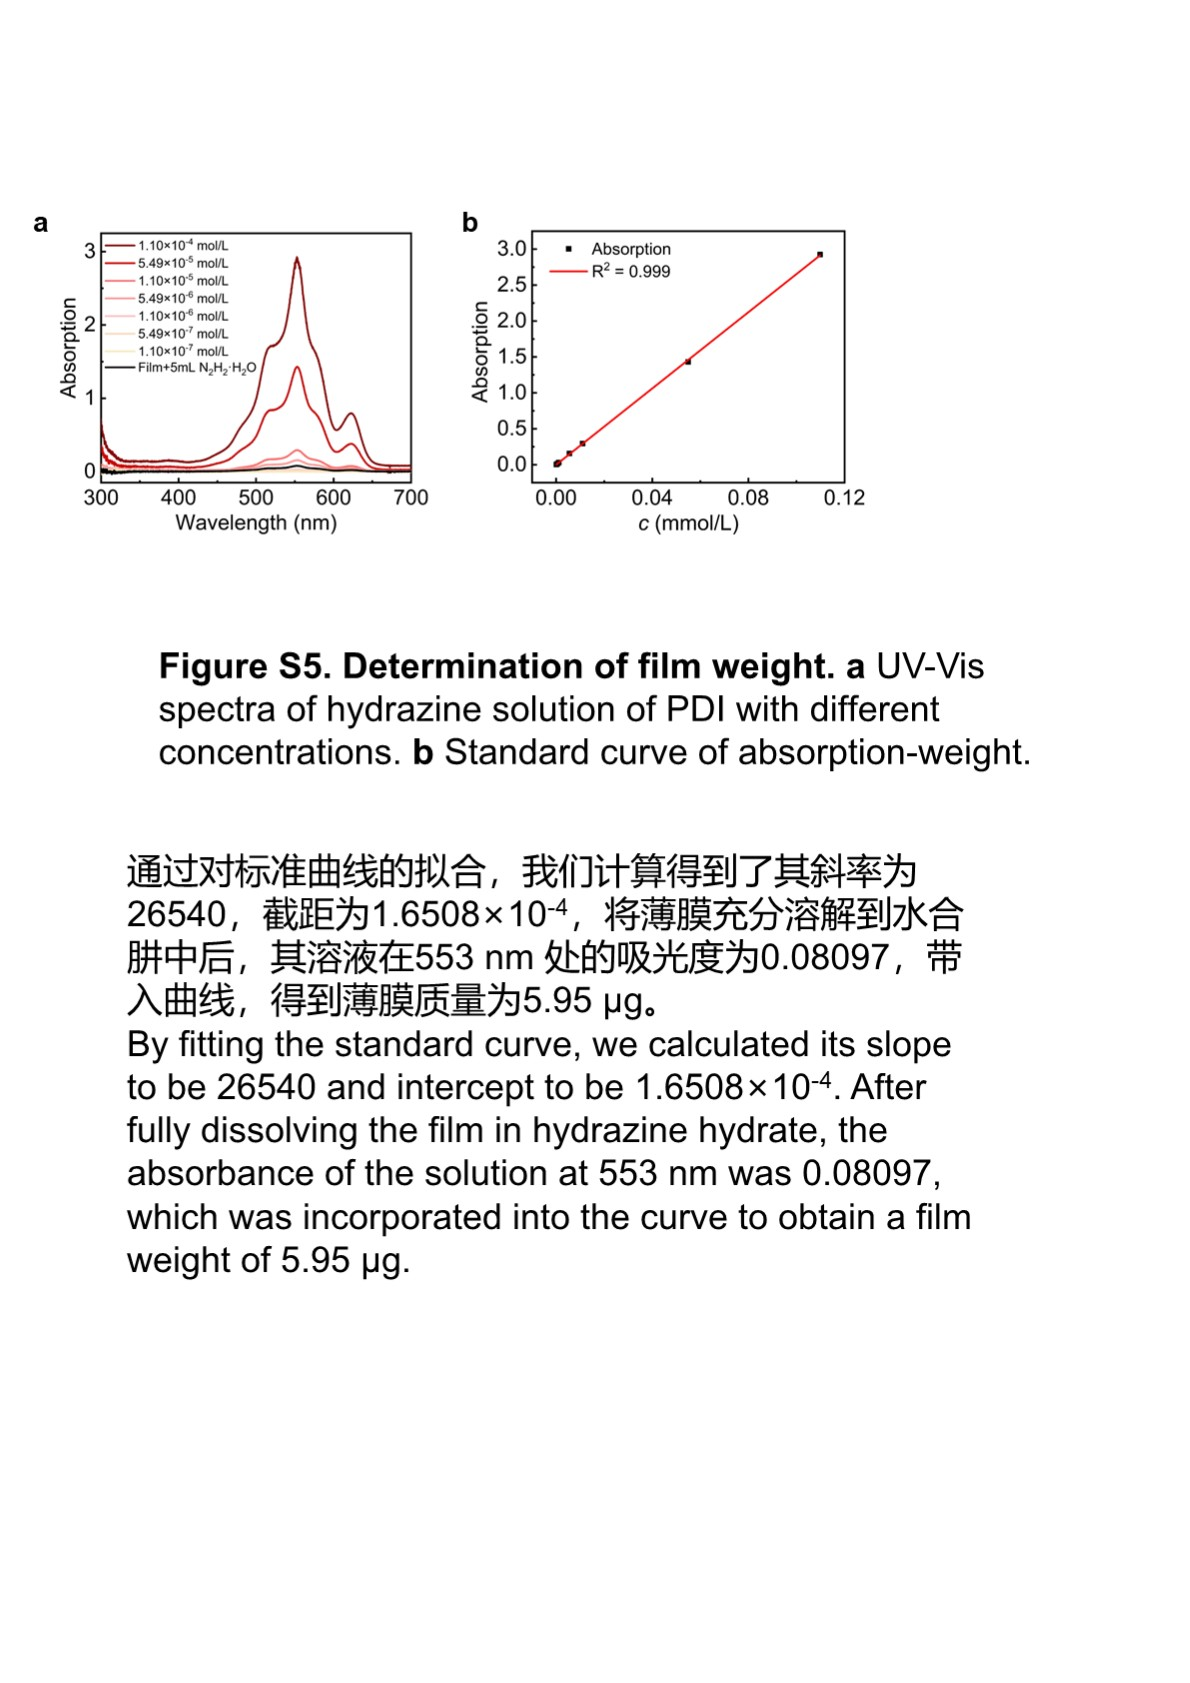 a
b
Absorption
3
2
1
0
1.10×10⁻⁴ mol/L
5.49×10⁻⁵ mol/L
1.10×10⁻⁵ mol/L
5.49×10⁻⁶ mol/L
1.10×10⁻⁶ mol/L
5.49×10⁻⁷ mol/L
1.10×10⁻⁷ mol/L
Film+5mL N₂H₂·H₂O
300 400 500 600 700
Wavelength (nm)
Absorption
3.0
2.5
2.0
1.5
1.0
0.5
0.0
Absorption
R² = 0.999
0.00 0.04 0.08 0.12
c (mmol/L)
Figure S5. Determination of film weight. a UV-Vis
spectra of hydrazine solution of PDI with different
concentrations. b Standard curve of absorption-weight.
通过对标准曲线的拟合，我们计算得到了其斜率为
26540，截距为1.6508×10⁻⁴，将薄膜充分溶解到水合
肼中后，其溶液在553 nm 处的吸光度为0.08097，带
入曲线，得到薄膜质量为5.95 μg。
By fitting the standard curve, we calculated its slope
to be 26540 and intercept to be 1.6508×10⁻⁴. After
fully dissolving the film in hydrazine hydrate, the
absorbance of the solution at 553 nm was 0.08097,
which was incorporated into the curve to obtain a film
weight of 5.95 μg.